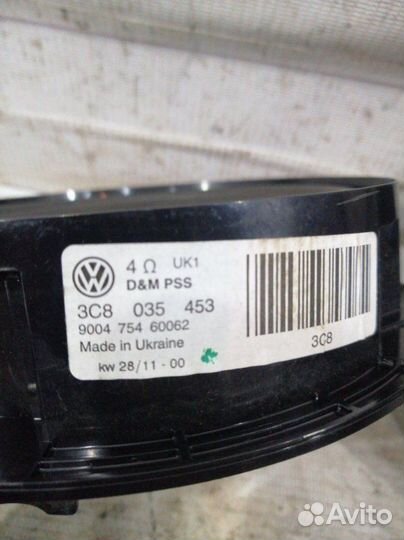 4 Ω UK1
D&M PSS
3C8 035 453
9004 754 60062
Made in Ukraine
kw 28/11 - 00
3C8
Avito